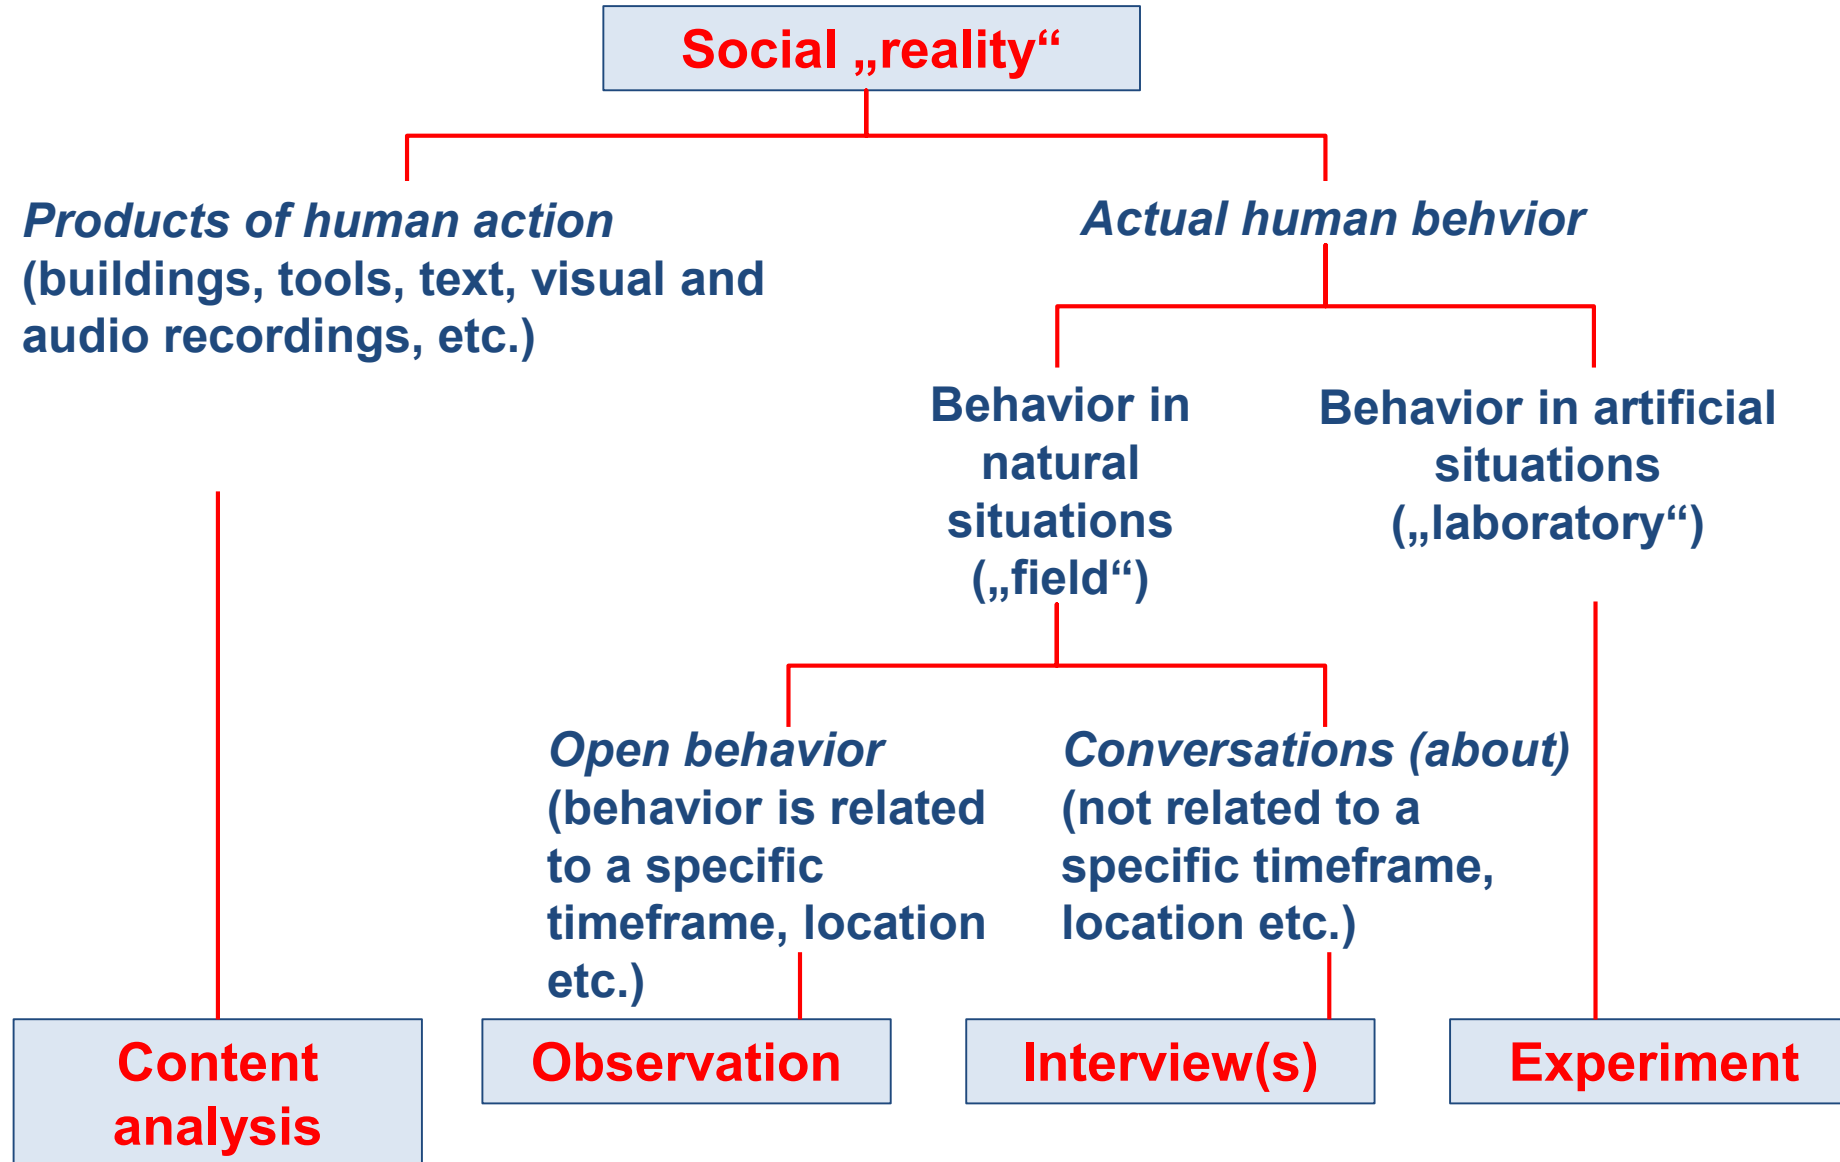 Social „reality“
Products of human action
(buildings, tools, text, visual and
audio recordings, etc.)
Actual human behvior
Behavior in
natural
situations
(„field“)
Behavior in artificial
situations
(„laboratory“)
Open behavior
(behavior is related
to a specific
timeframe, location
etc.)
Conversations (about)
(not related to a
specific timeframe,
location etc.)
Content
analysis
Observation
Interview(s)
Experiment